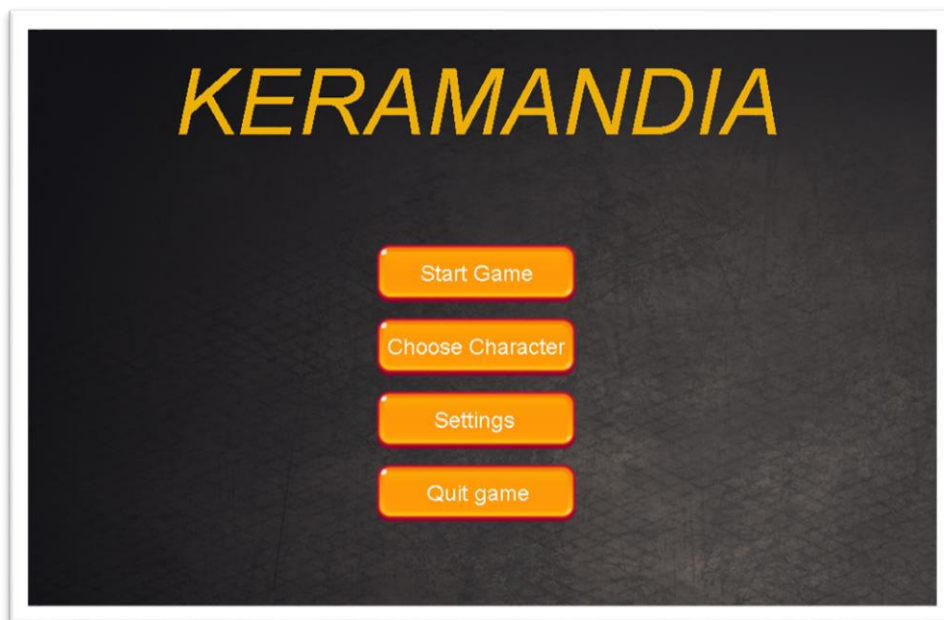 KERAMANDIA
Start Game
Choose Character
Settings
Quit game